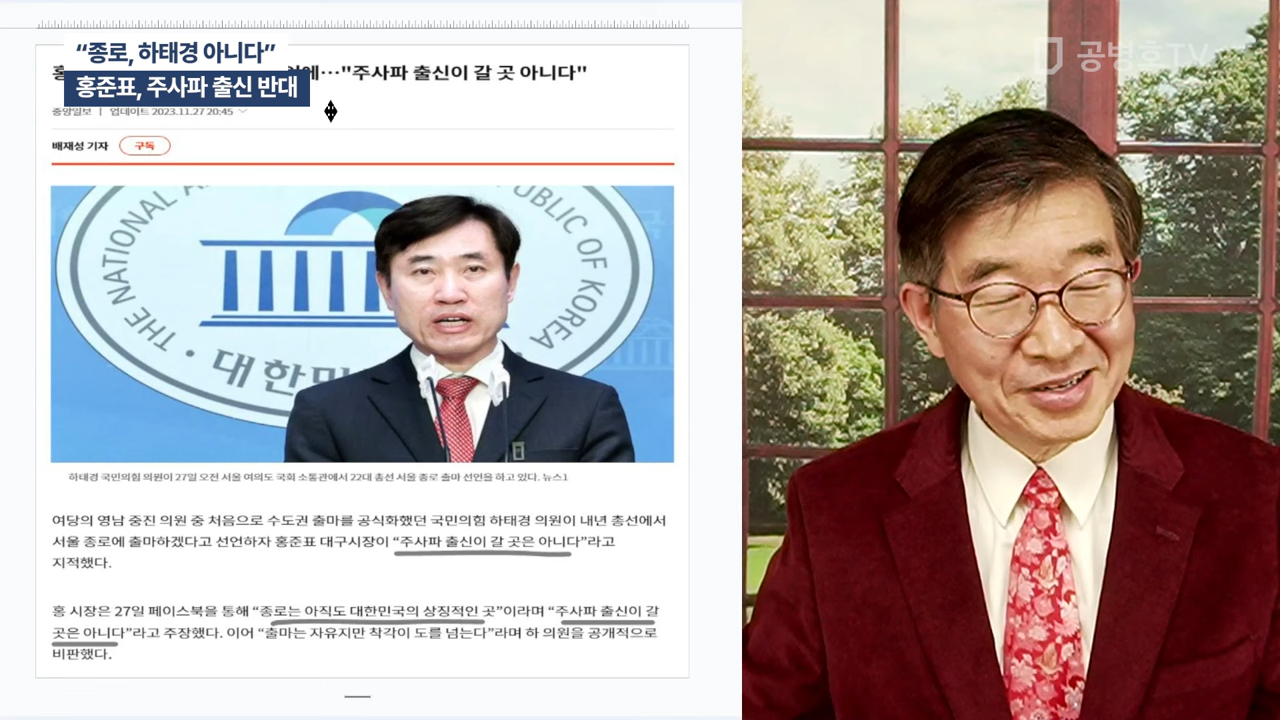 “종로, 하태경 아니다”
홍준표, 주사파 출신 반대
에…"주사파 출신이 갈 곳 아니다"
중앙일보 | 업데이트 2023.11.27 20:45
배재성 기자 구독
THE NATIONAL A
PUBLIC OF KOREA
대한민
하태경 국민의힘 의원이 27일 오전 서울 여의도 국회 소통관에서 22대 총선 서울 종로 출마 선언을 하고 있다. 뉴스1
여당의 영남 중진 의원 중 처음으로 수도권 출마를 공식화했던 국민의힘 하태경 의원이 내년 총선에서
서울 종로에 출마하겠다고 선언하자 홍준표 대구시장이 “주사파 출신이 갈 곳은 아니다”라고
지적했다.
홍 시장은 27일 페이스북을 통해 “종로는 아직도 대한민국의 상징적인 곳”이라며 “주사파 출신이 갈
곳은 아니다”라고 주장했다. 이어 “출마는 자유지만 착각이 도를 넘는다”라며 하 의원을 공개적으로
비판했다.
공병호TV